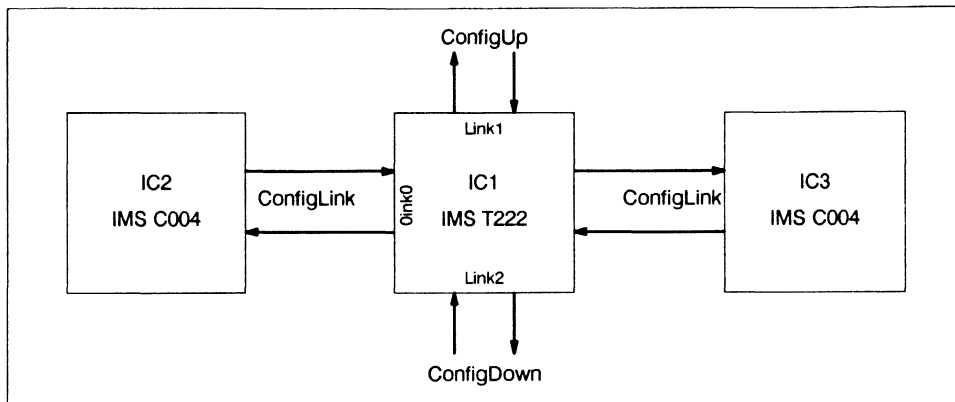 ConfigUp
Link1
IC2
IMS C004
ConfigLink
0ink0
IC1
IMS T222
ConfigLink
IC3
IMS C004
Link2
ConfigDown